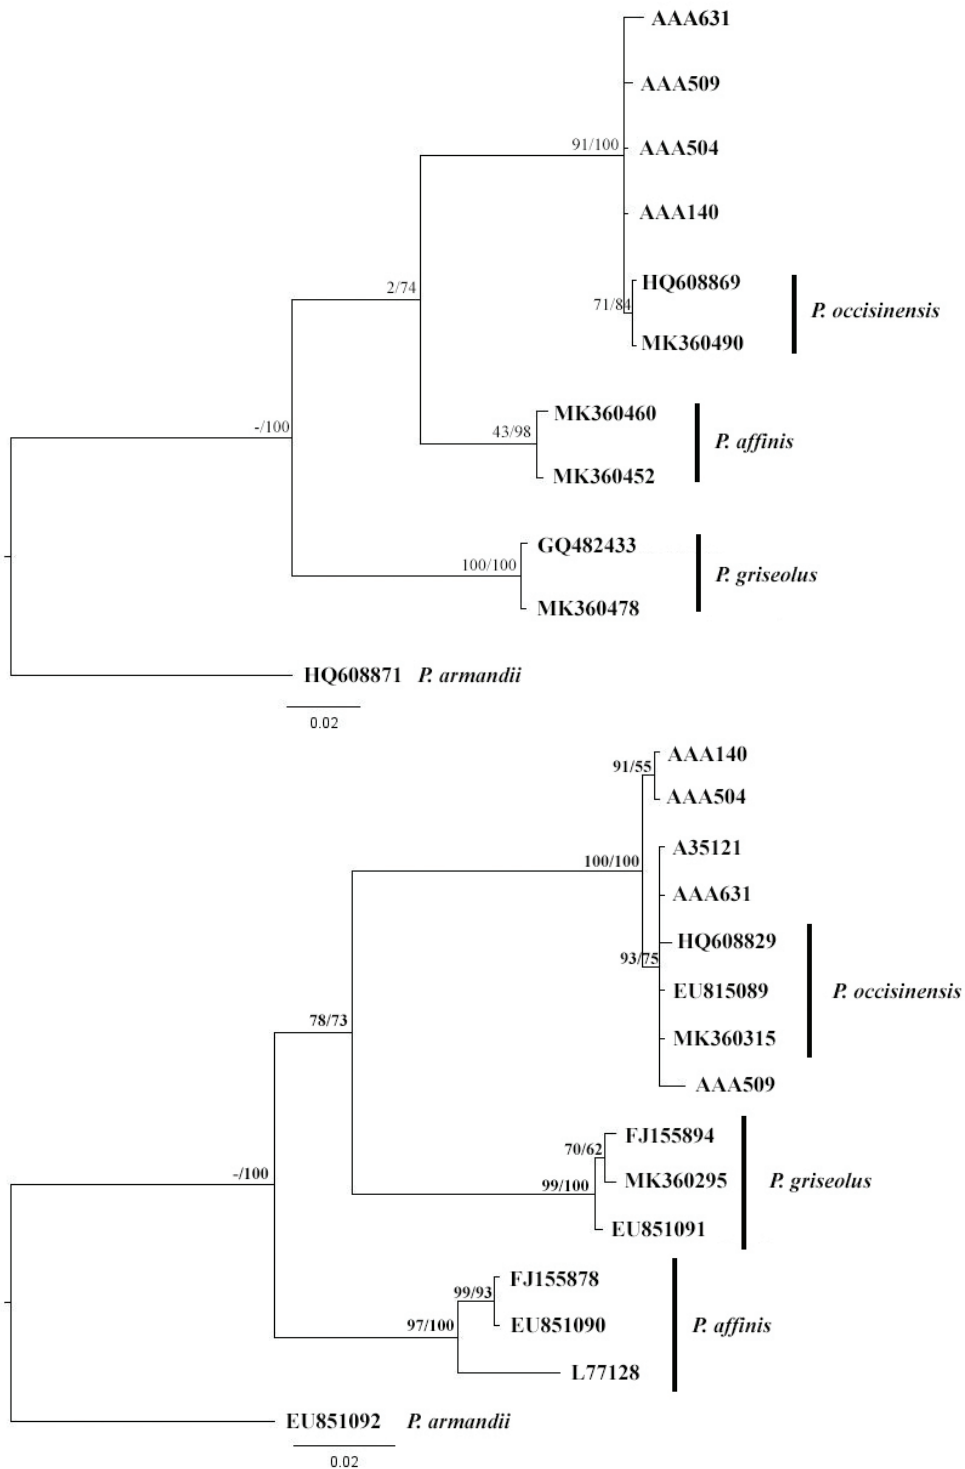 AAA631
AAA509
91/100
AAA504
AAA140
HQ608869
2/74
71/84
P. occisinensis
MK360490
MK360460
-/100
43/98
P. affinis
MK360452
GQ482433
100/100
P. griseolus
MK360478
HQ608871 P. armandii
0.02
AAA140
91/55
AAA504
A35121
100/100
AAA631
HQ608829
93/75
EU815089
P. occisinensis
78/73
MK360315
AAA509
FJ155894
70/62
-/100
MK360295
P. griseolus
99/100
EU851091
FJ155878
99/93
97/100
EU851090
P. affinis
L77128
EU851092 P. armandii
0.02